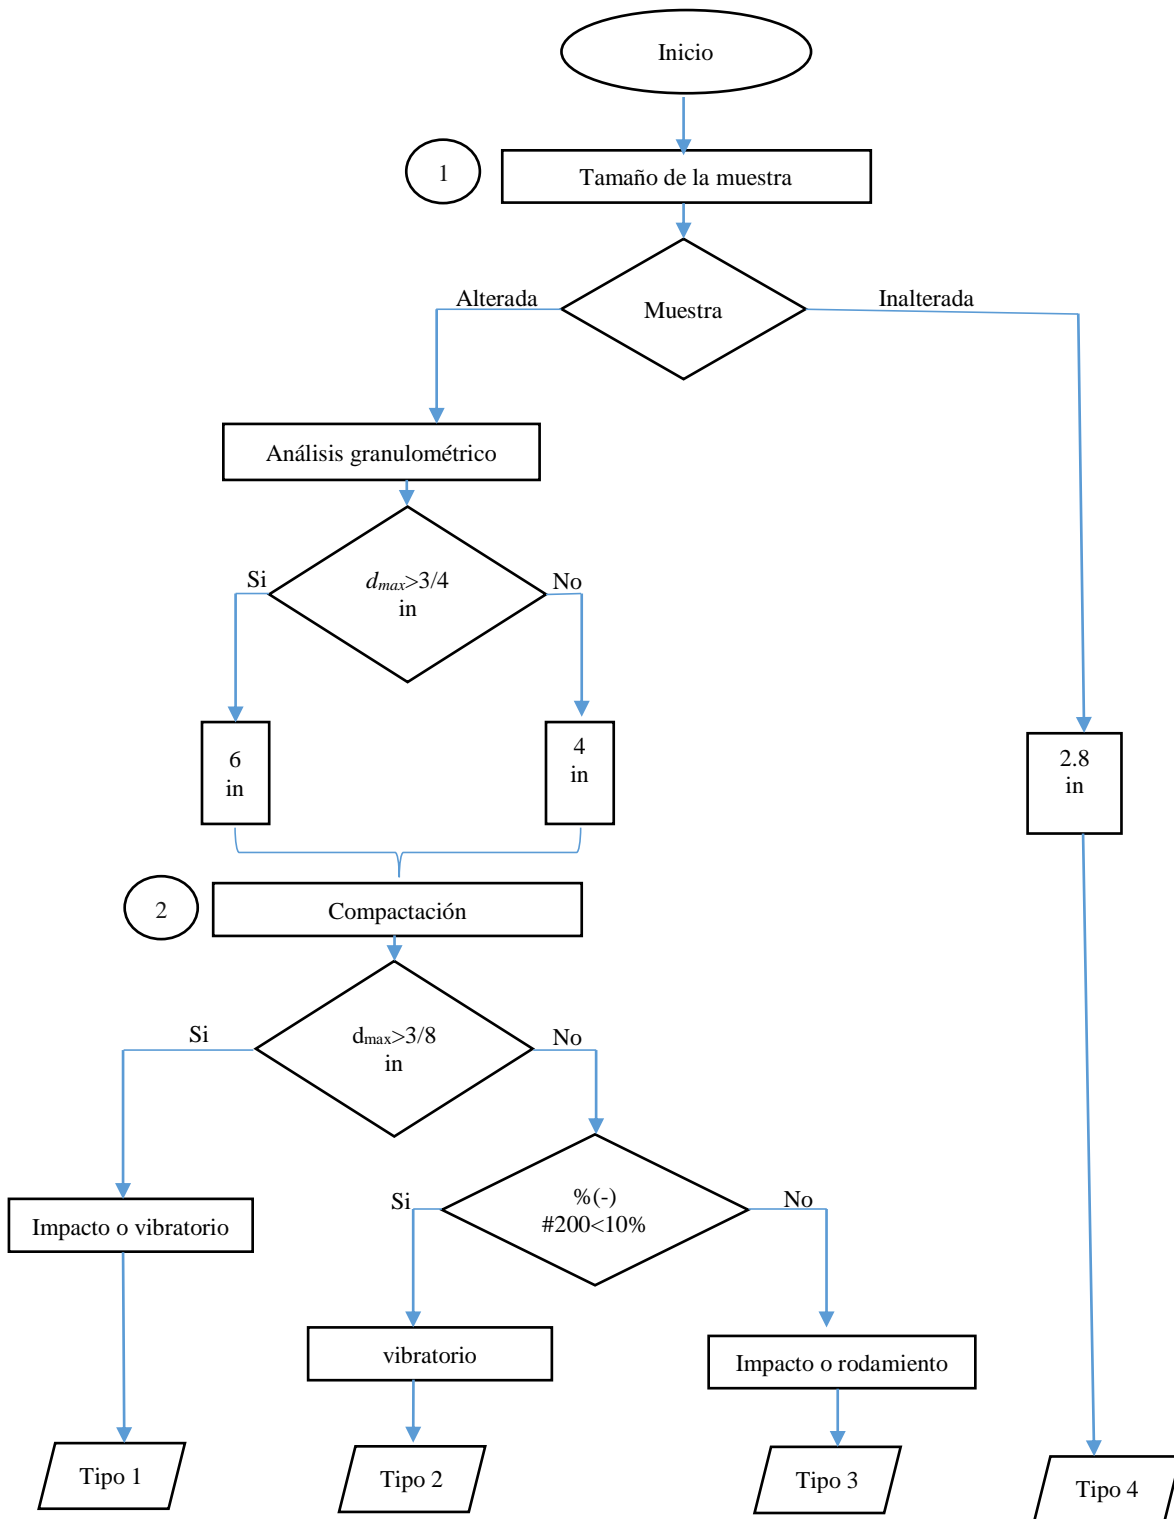 Inicio
1
Tamaño de la muestra
Alterada
Inalterada
Muestra
Análisis granulométrico
Si
dmax>3/4
in
No
6
in
4
in
2.8
in
2
Compactación
Si
dmax>3/8
in
No
Si
%(-)
#200<10%
No
Impacto o vibratorio
vibratorio
Impacto o rodamiento
Tipo 1
Tipo 2
Tipo 3
Tipo 4